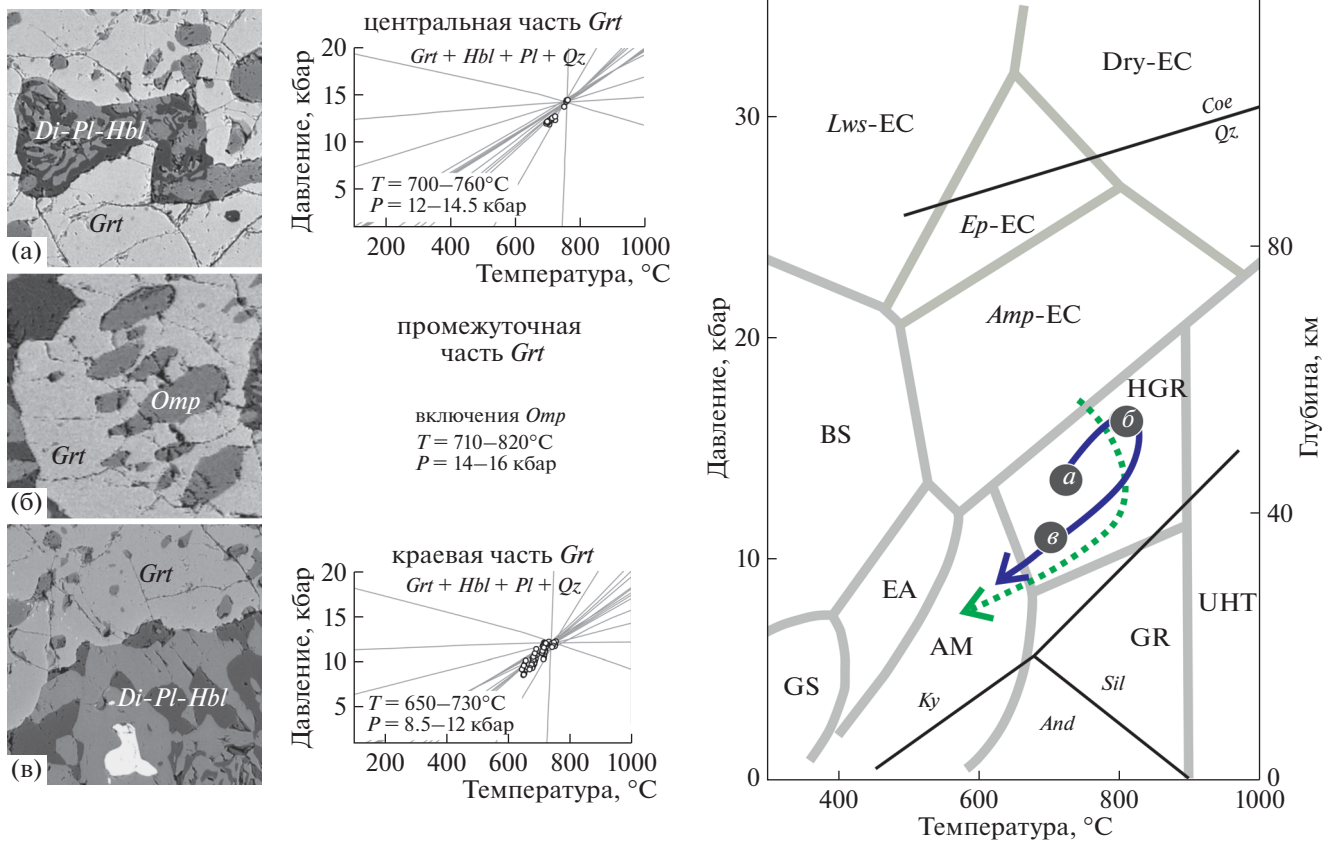 Di-Pl-Hbl
Grt
(а)
Omp
Grt
(б)
Grt
Di-Pl-Hbl
(в)
центральная часть Grt
Давление, кбар
20
15
10
5
Grt + Hbl + Pl + Qz
T = 700–760°C
P = 12–14.5 кбар
200 400 600 800 1000
Температура, °C
промежуточная
часть Grt
включения Omp
T = 710–820°C
P = 14–16 кбар
краевая часть Grt
Давление, кбар
20
15
10
5
Grt + Hbl + Pl + Qz
T = 650–730°C
P = 8.5–12 кбар
200 400 600 800 1000
Температура, °C
Давление, кбар
30
20
10
0
Dry-EC
Coe
Qz
Lws-EC
Ep-EC
Amp-EC
HGR
BS
б
а
в
EA
AM
GR
UHT
GS
Ky
Sil
And
80
40
0
Глубина, км
400 600 800 1000
Температура, °C